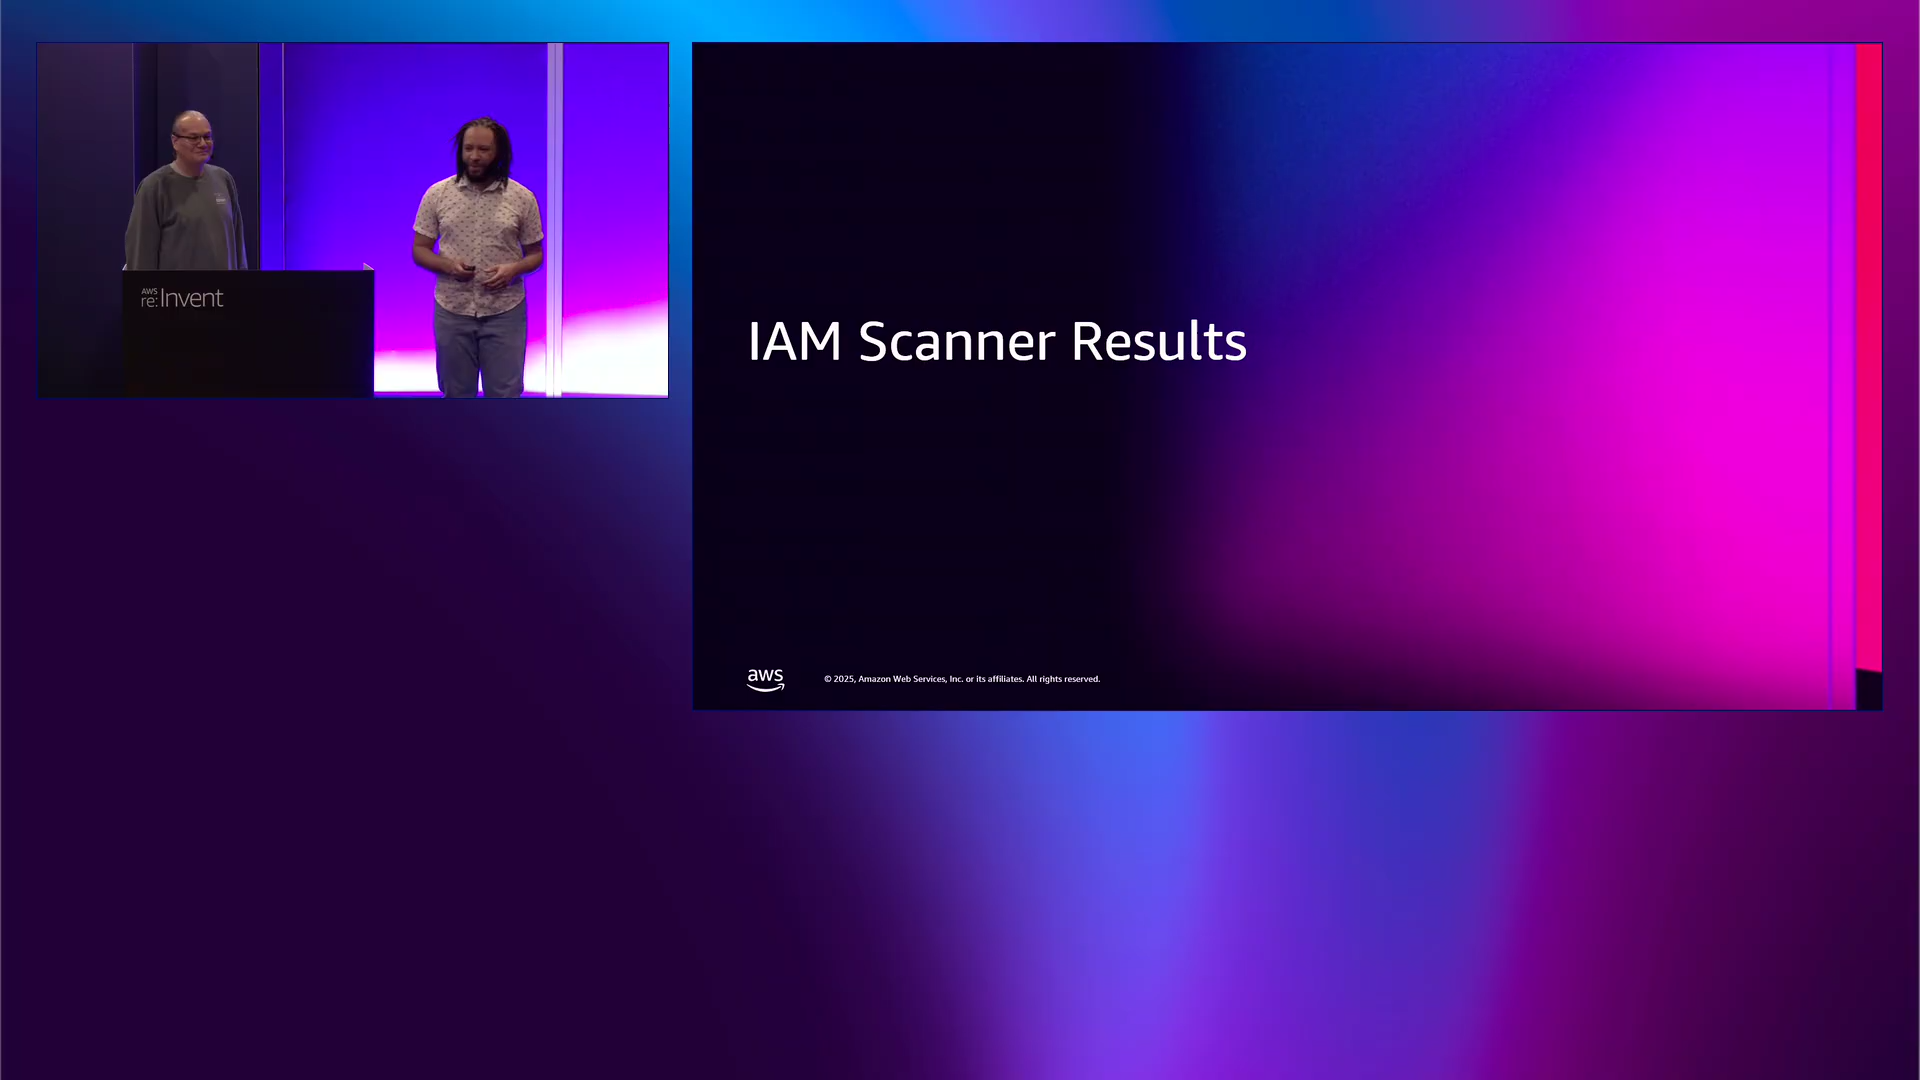 AWS
re:Invent
IAM Scanner Results
aws
© 2025, Amazon Web Services, Inc. or its affiliates. All rights reserved.